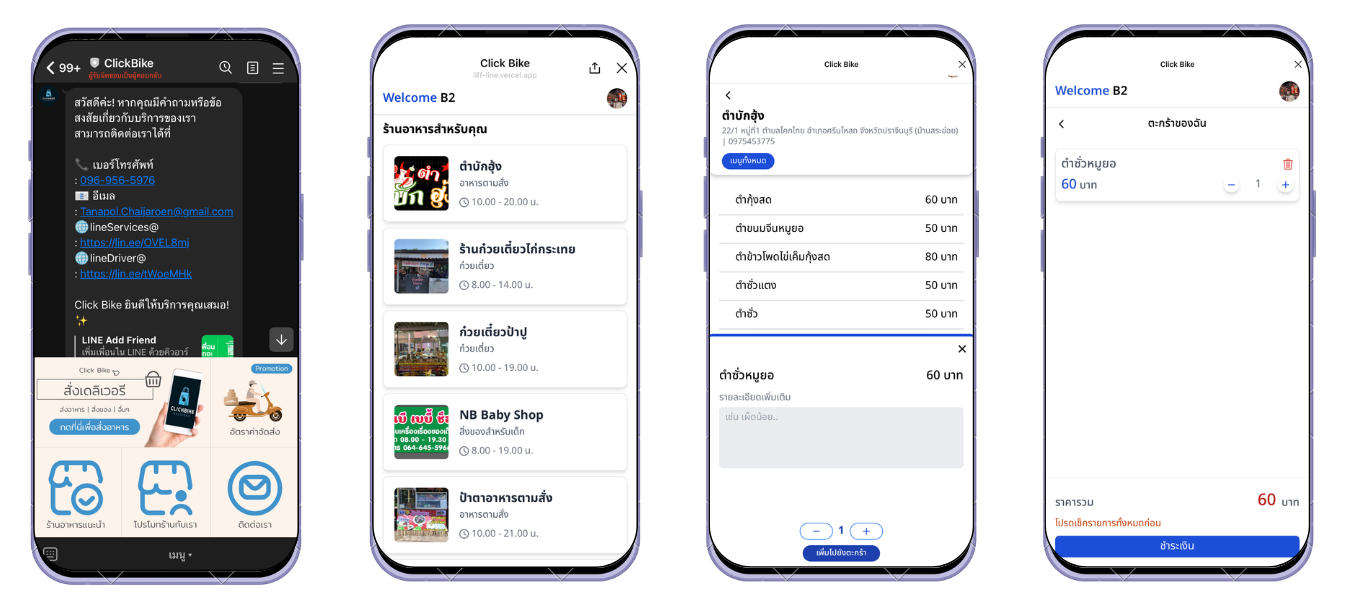 99+
ClickBike
ผู้รับผิดชอบเป็นผู้ตอบกลับ
สวัสดีค่ะ! หากคุณมีคำถามหรือข้อ
สงสัยเกี่ยวกับบริการของเรา
สามารถติดต่อเราได้ที่
📞 เบอร์โทรศัพท์
: 096-956-5976
📧 อีเมล
: Tanapol.Chaijaroen@gmail.com
🌐lineServices@
: https://lin.ee/OVEL8mj
🌐lineDriver@
: https://lin.ee/tWoeMHk
Click Bike ยินดีให้บริการคุณเสมอ!
✨
LINE Add Friend
เพิ่มเพื่อนใน LINE ด้วยคิวอาร์
Click Bike
สั่งเดลิเวอรี
ส่งอาหาร | ส่งของ | อื่นๆ
กดที่นี่เพื่อสั่งอาหาร
CLICKBIKE
Promotion
อัตราค่าจัดส่ง
ร้านอาหารแนะนำ
โปรโมทร้านกับเรา
ติดต่อเรา
เมนู
Click Bike
liff-line.vercel.app
Welcome B2
ร้านอาหารสำหรับคุณ
ตำบักฮุ้ง
อาหารตามสั่ง
10.00 - 20.00 น.
ร้านก๋วยเตี๋ยวไก่กระเทย
ก๋วยเตี๋ยว
8.00 - 14.00 น.
ก๋วยเตี๋ยวป้าปู
ก๋วยเตี๋ยว
10.00 - 19.00 น.
NB Baby Shop
สิ่งของสำหรับเด็ก
8.00 - 19.00 น.
ป้าตาอาหารตามสั่ง
อาหารตามสั่ง
10.00 - 21.00 น.
Click Bike
ตำบักฮุ้ง
22/1 หมู่ที่1 ตำบลโคกไทย อำเภอศรีมโหสถ จังหวัดปราจีนบุรี (บ้านสระข่อย)
| 0975453775
เมนูทั้งหมด
ตำกุ้งสด 60 บาท
ตำขนมจีนหมูยอ 50 บาท
ตำข้าวโพดไข่เค็มกุ้งสด 80 บาท
ตำซั่วแตง 50 บาท
ตำซั่ว 50 บาท
ตำซั่วหมูยอ 60 บาท
รายละเอียดเพิ่มเติม
เช่น เผ็ดน้อย..
− 1 +
เพิ่มไปยังตะกร้า
Click Bike
Welcome B2
ตะกร้าของฉัน
ตำซั่วหมูยอ
60 บาท − 1 +
ราคารวม 60 บาท
โปรดเช็กรายการทั้งหมดก่อน
ชำระเงิน